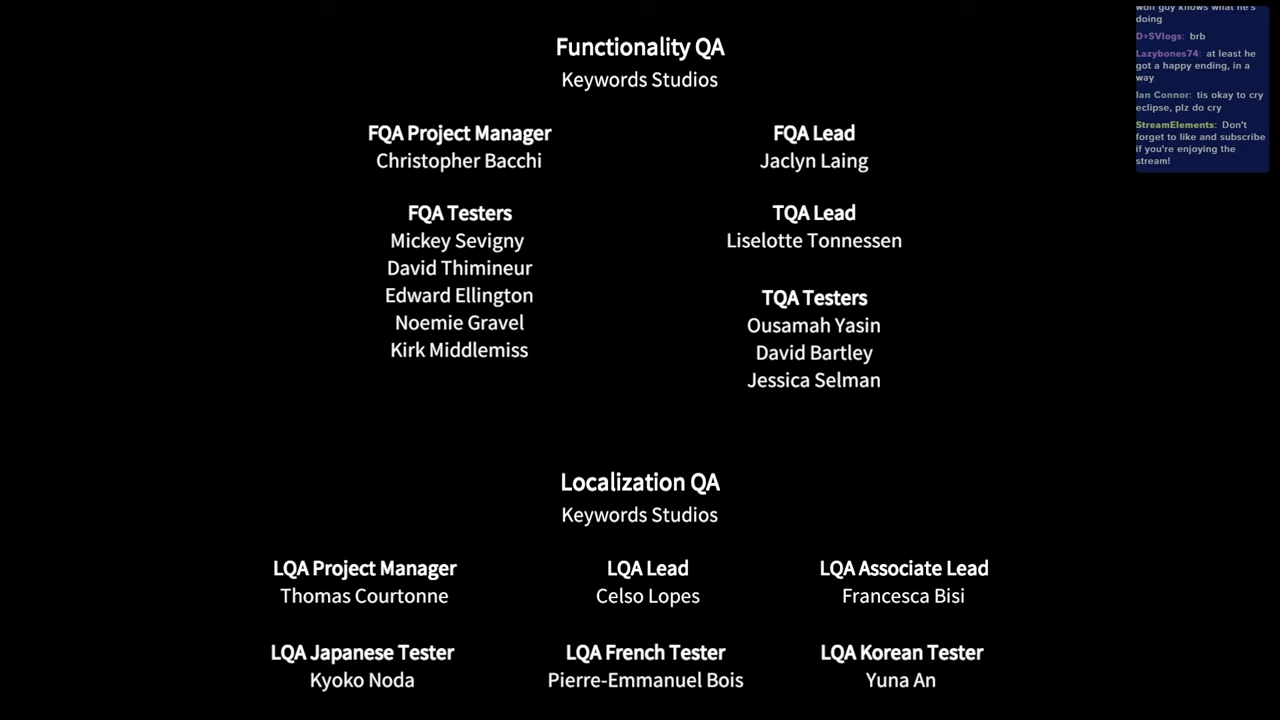 Functionality QA
Keywords Studios
FQA Project Manager
Christopher Bacchi
FQA Lead
Jaclyn Laing
FQA Testers
Mickey Sevigny
David Thimineur
Edward Ellington
Noemie Gravel
Kirk Middlemiss
TQA Lead
Liselotte Tonnessen
TQA Testers
Ousamah Yasin
David Bartley
Jessica Selman
Localization QA
Keywords Studios
LQA Project Manager
Thomas Courtonne
LQA Lead
Celso Lopes
LQA Associate Lead
Francesca Bisi
LQA Japanese Tester
Kyoko Noda
LQA French Tester
Pierre-Emmanuel Bois
LQA Korean Tester
Yuna An
guy knows what he's
doing
D+SVlogs: brb
Lazybones74: at least he
got a happy ending, in a
way
Ian Connor: tis okay to cry
eclipse, plz do cry
StreamElements: Don't
forget to like and subscribe
if you're enjoying the
stream!